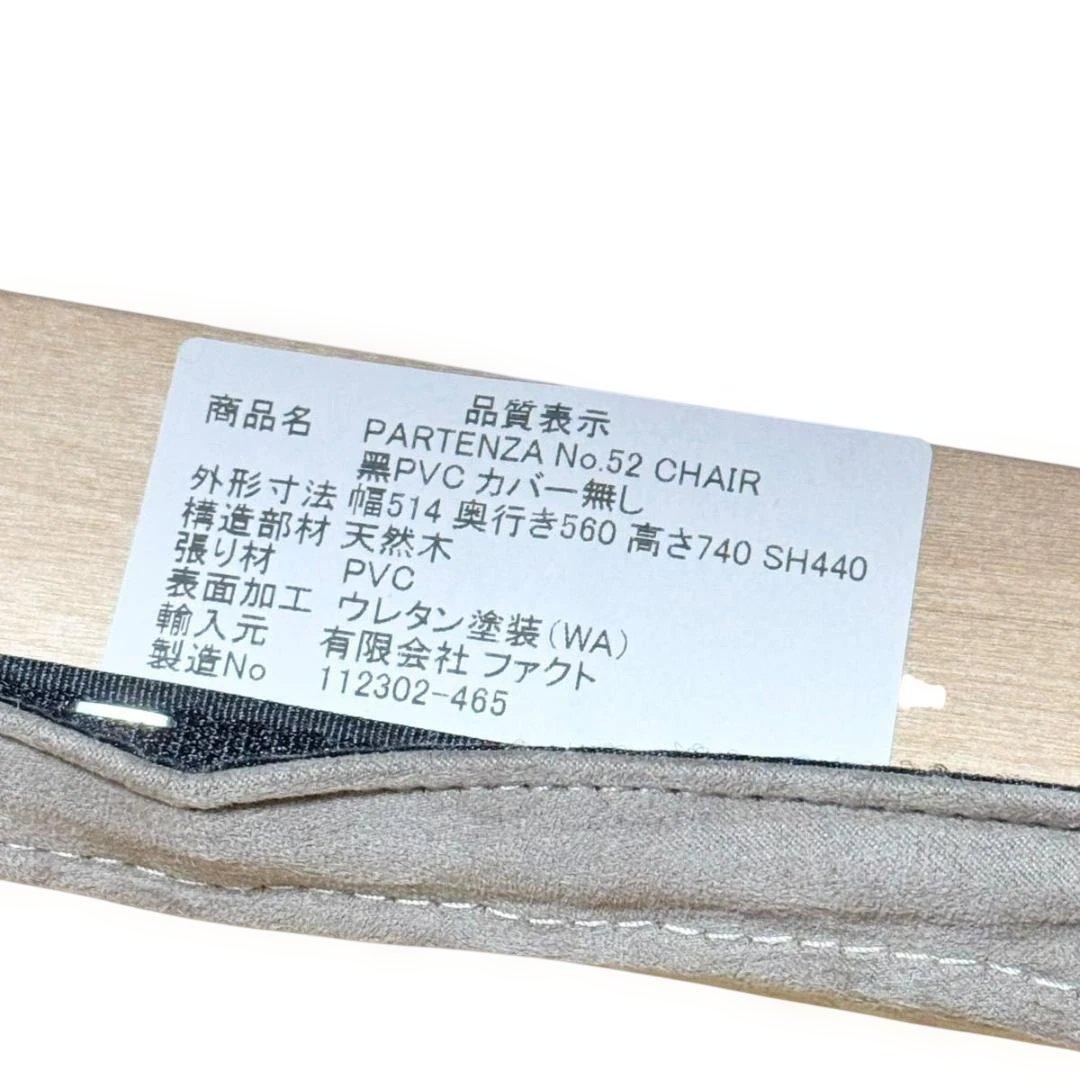 品質表示
商品名 PARTENZA No.52 CHAIR
黒PVC カバー無し
外形寸法 幅514 奥行き560 高さ740 SH440
構造部材 天然木
張り材 PVC
表面加工 ウレタン塗装(WA)
輸入元 有限会社 ファクト
製造No 112302-465